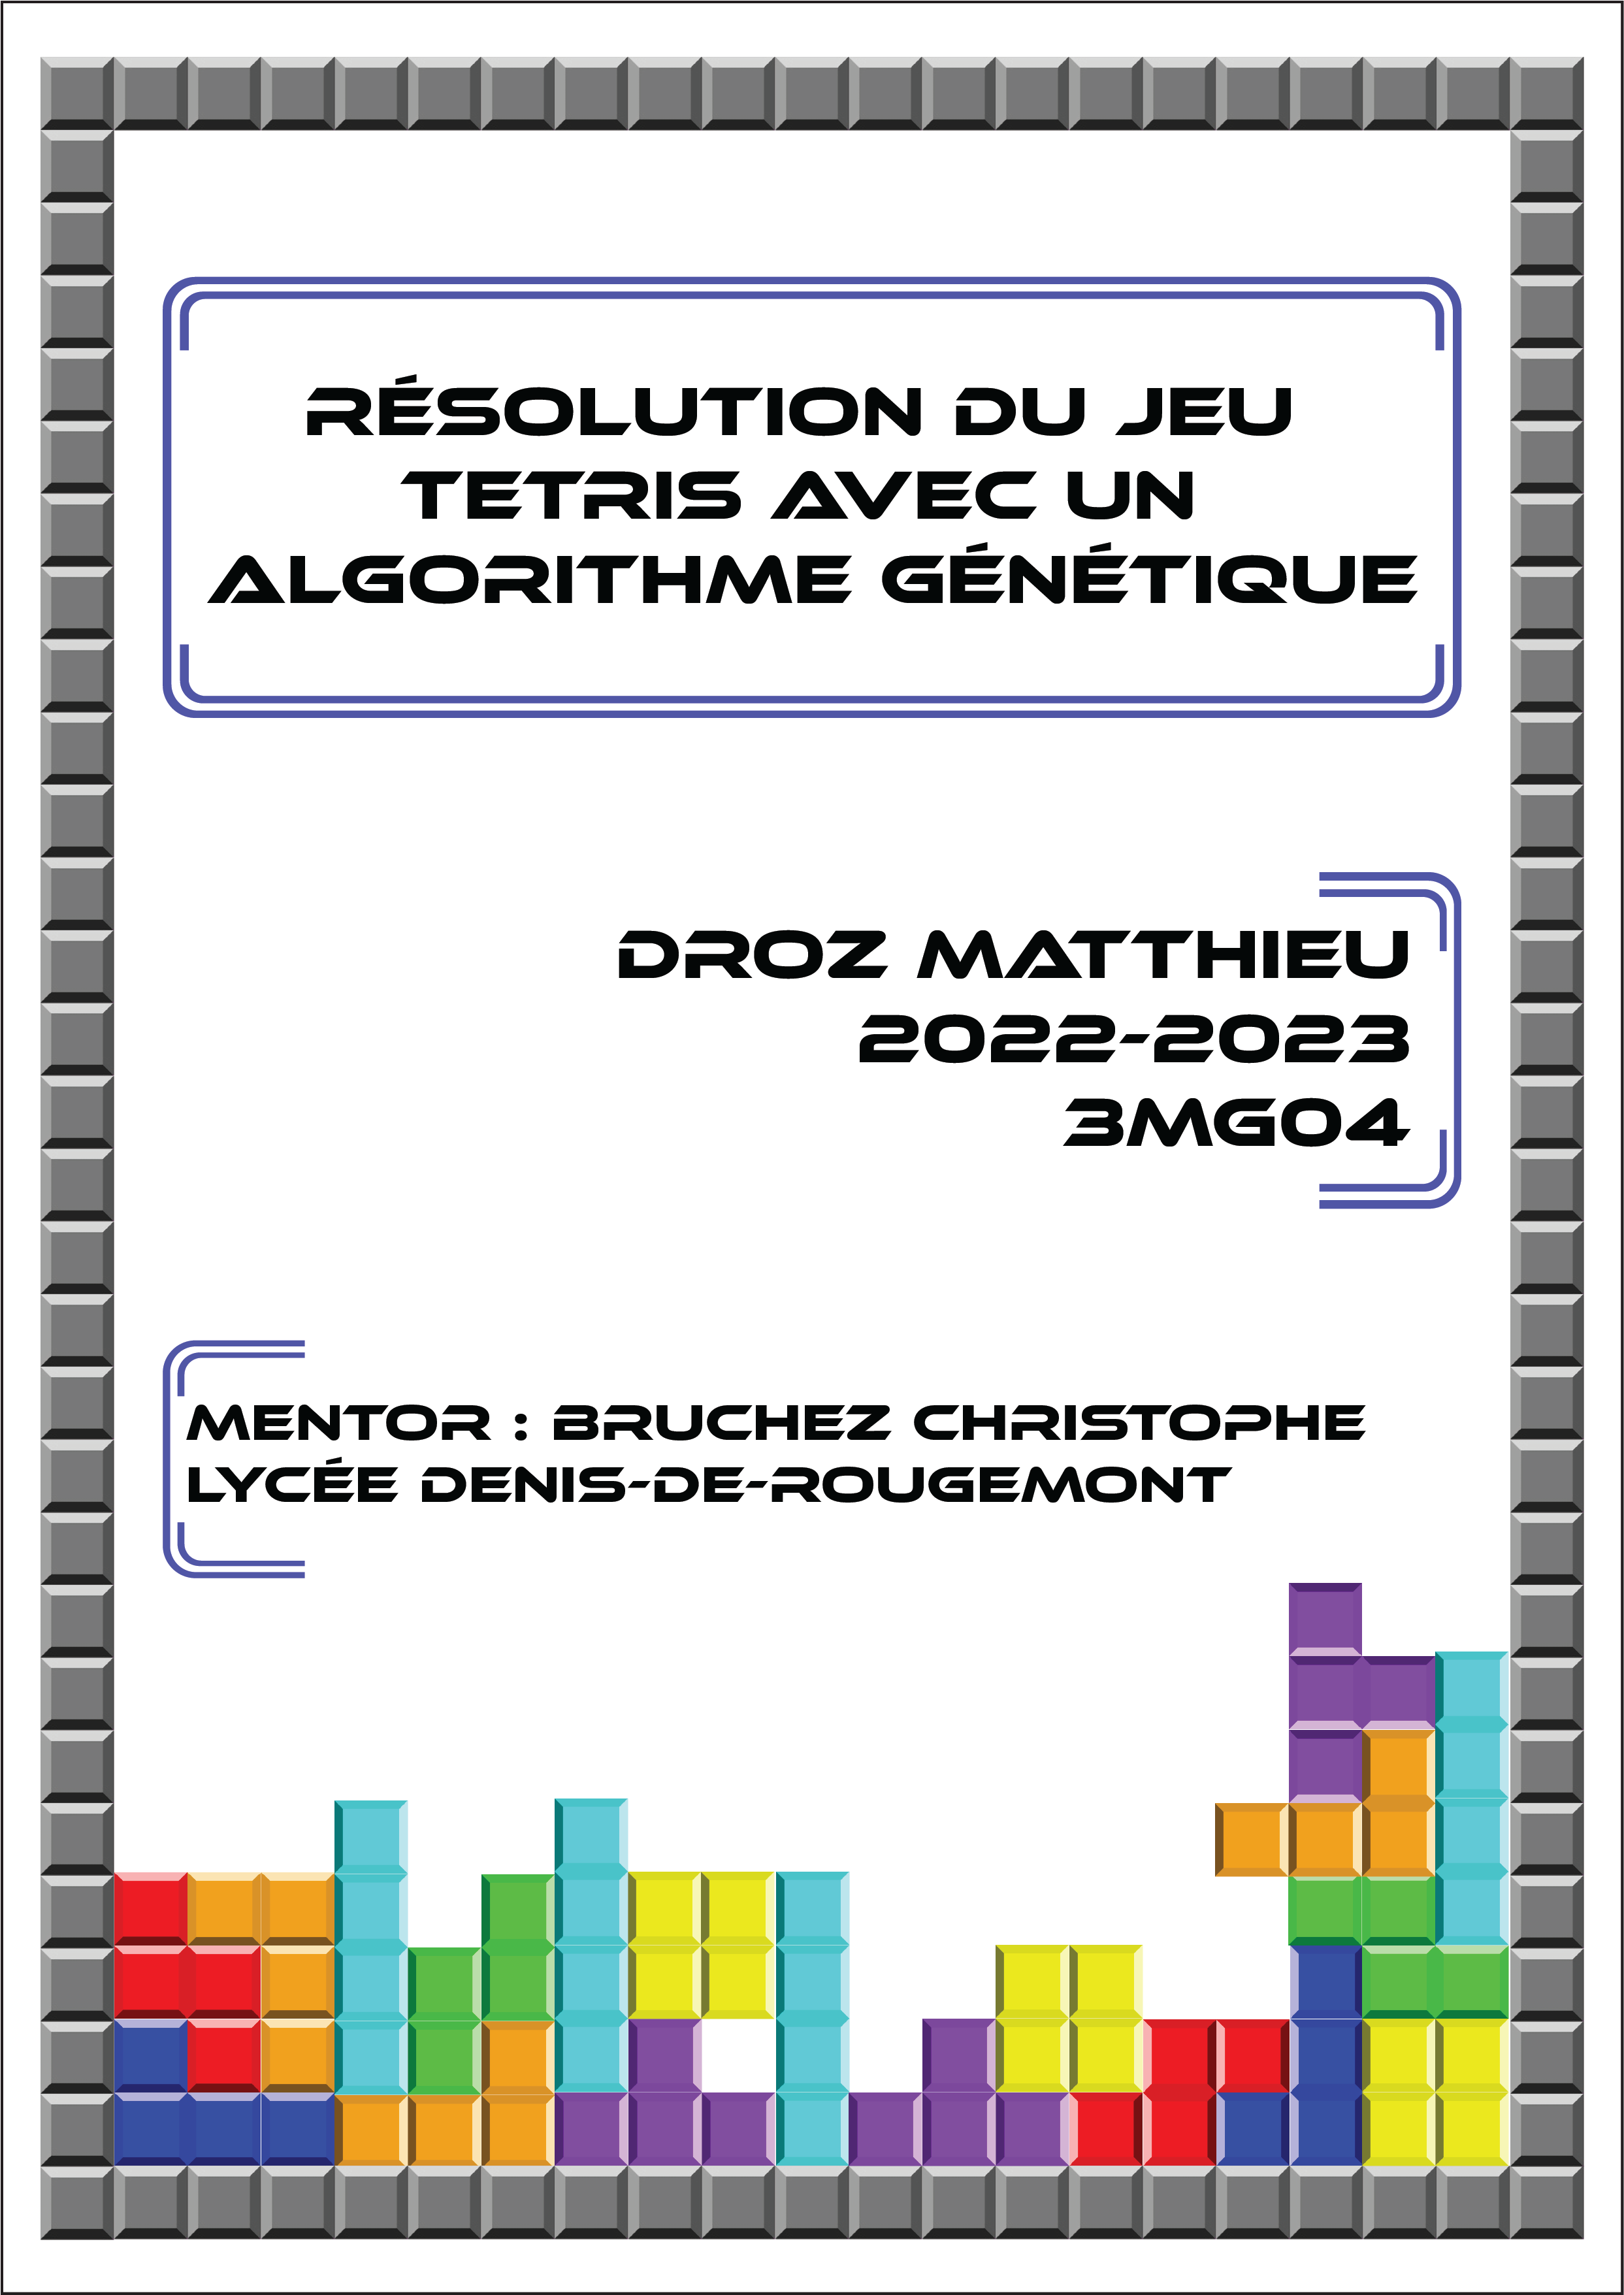 RÉSOLUTION DU JEU
TETRIS AVEC UN
ALGORITHME GÉNÉTIQUE
DROZ MATTHIEU
2022-2023
3MG04
MENTOR : BRUCHEZ CHRISTOPHE
LYCÉE DENIS-DE-ROUGEMONT